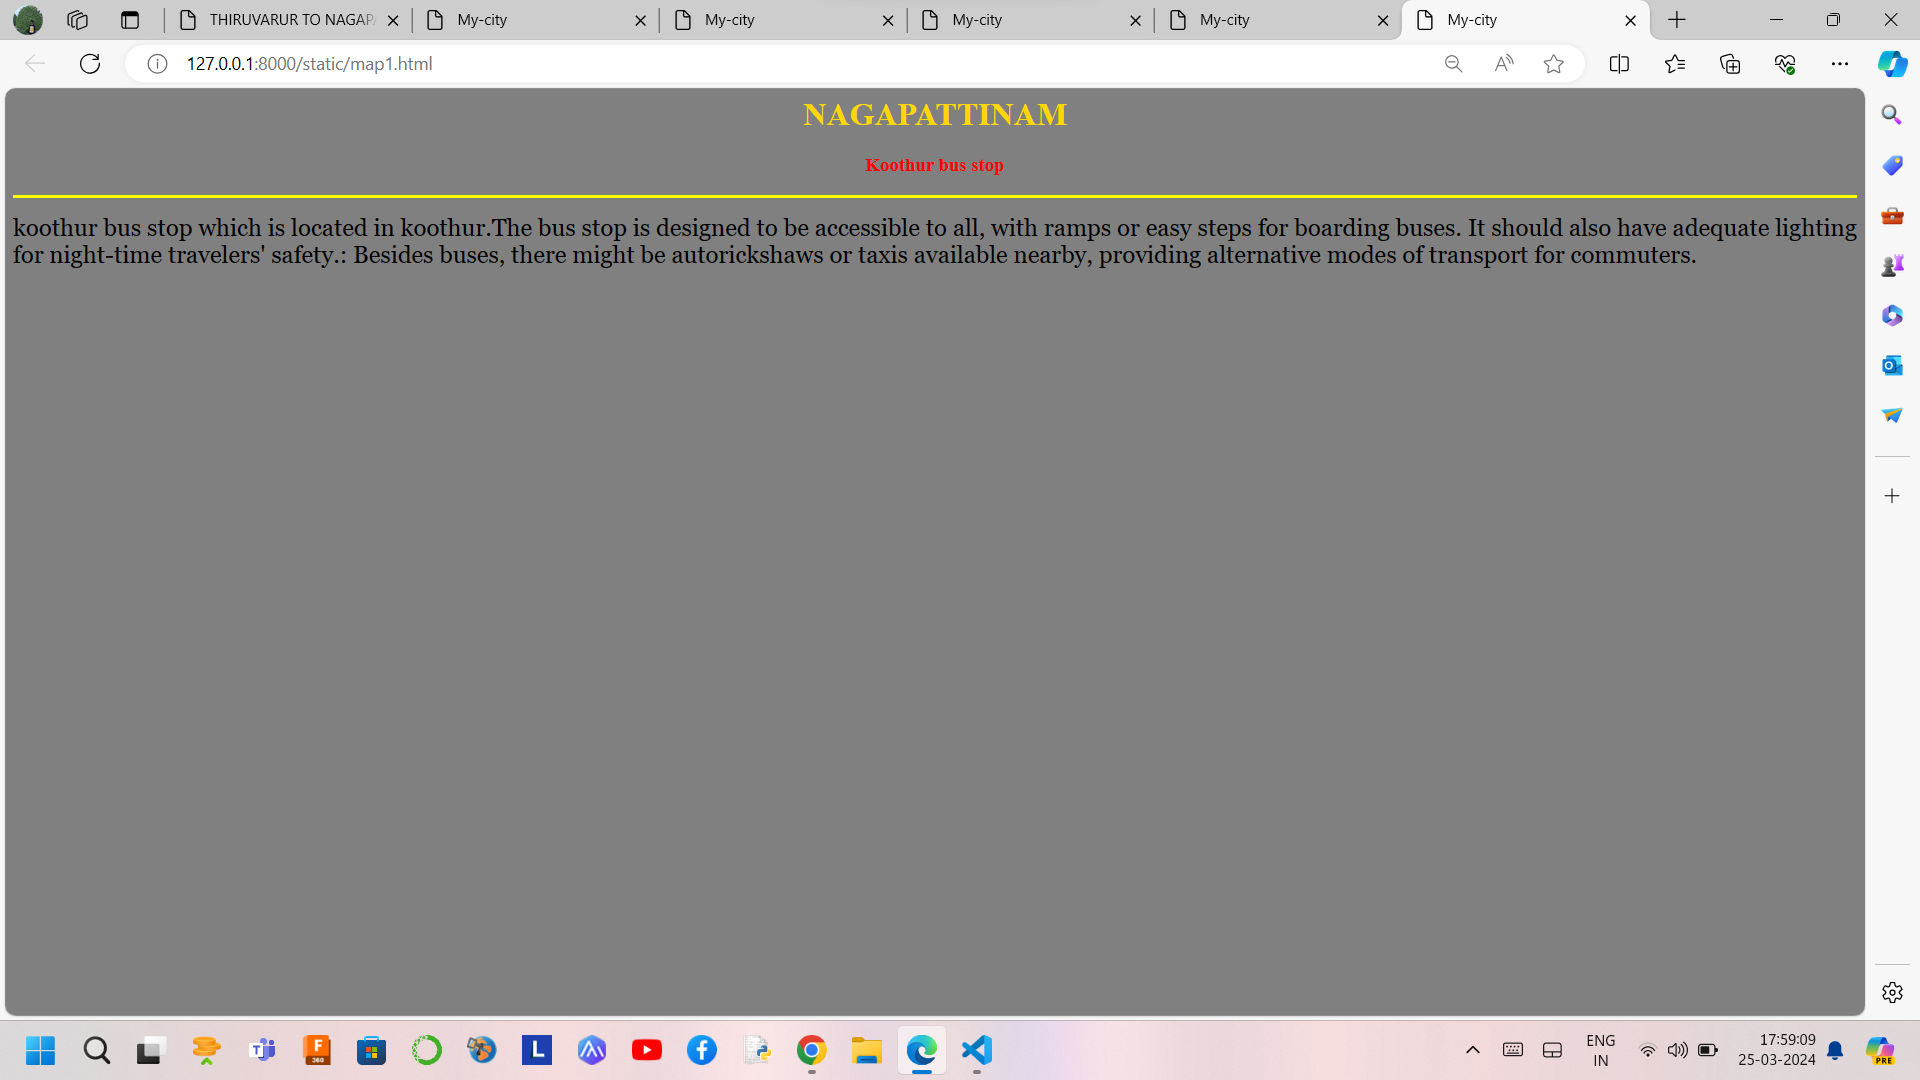 THIRUVARUR TO NAGAPA
My-city
My-city
My-city
My-city
My-city
127.0.0.1:8000/static/map1.html
NAGAPATTINAM
Koothur bus stop
koothur bus stop which is located in koothur.The bus stop is designed to be accessible to all, with ramps or easy steps for boarding buses. It should also have adequate lighting
for night-time travelers' safety.: Besides buses, there might be autorickshaws or taxis available nearby, providing alternative modes of transport for commuters.
F
360
L
ENG
IN
17:59:09
25-03-2024
PRE